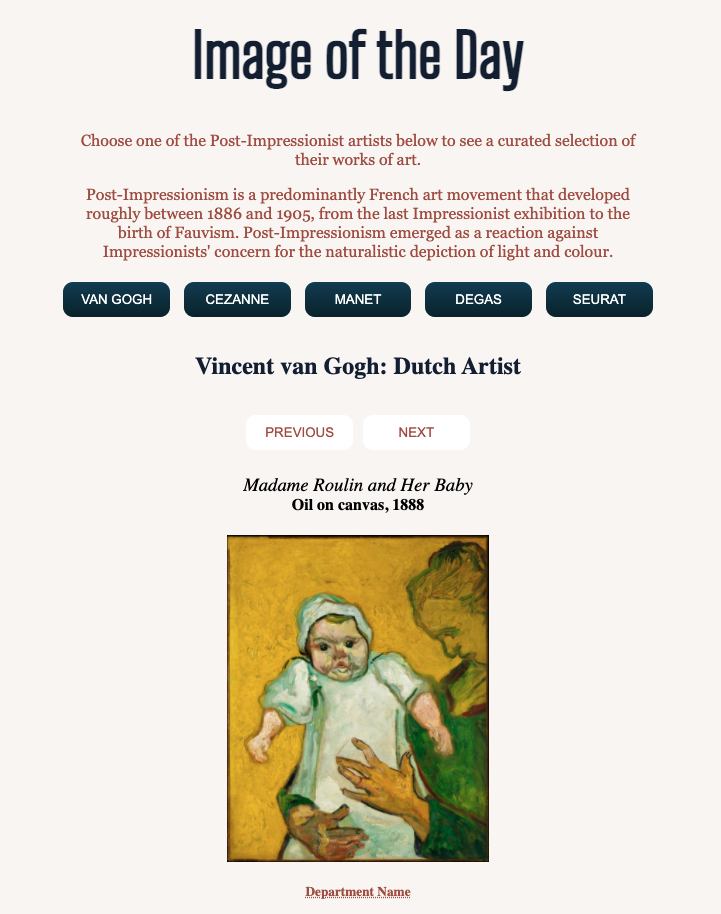 Image of the Day
Choose one of the Post-Impressionist artists below to see a curated selection of
their works of art.
Post-Impressionism is a predominantly French art movement that developed
roughly between 1886 and 1905, from the last Impressionist exhibition to the
birth of Fauvism. Post-Impressionism emerged as a reaction against
Impressionists' concern for the naturalistic depiction of light and colour.
VAN GOGH CEZANNE MANET DEGAS SEURAT
Vincent van Gogh: Dutch Artist
PREVIOUS NEXT
Madame Roulin and Her Baby
Oil on canvas, 1888
Department Name